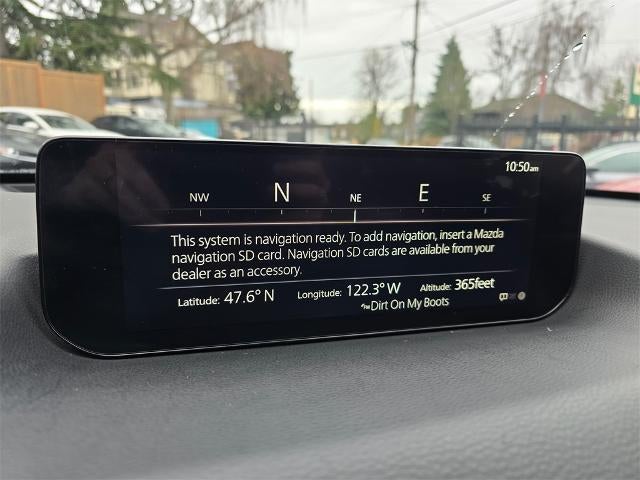 10:50am
NW N NE E SE
This system is navigation ready. To add navigation, insert a Mazda
navigation SD card. Navigation SD cards are available from your
dealer as an accessory.
Latitude: 47.6° N Longitude: 122.3° W Altitude: 365feet
Dirt On My Boots